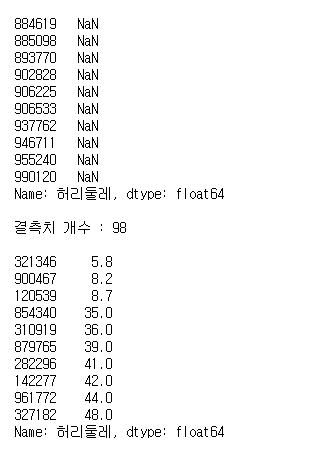 884619 NaN
885098 NaN
893770 NaN
902828 NaN
906225 NaN
906533 NaN
937762 NaN
946711 NaN
955240 NaN
990120 NaN
Name: 허리둘레, dtype: float64
결측치 개수 : 98
321346 5.8
900467 8.2
120539 8.7
854340 35.0
310919 36.0
879765 39.0
282296 41.0
142277 42.0
961772 44.0
327182 48.0
Name: 허리둘레, dtype: float64